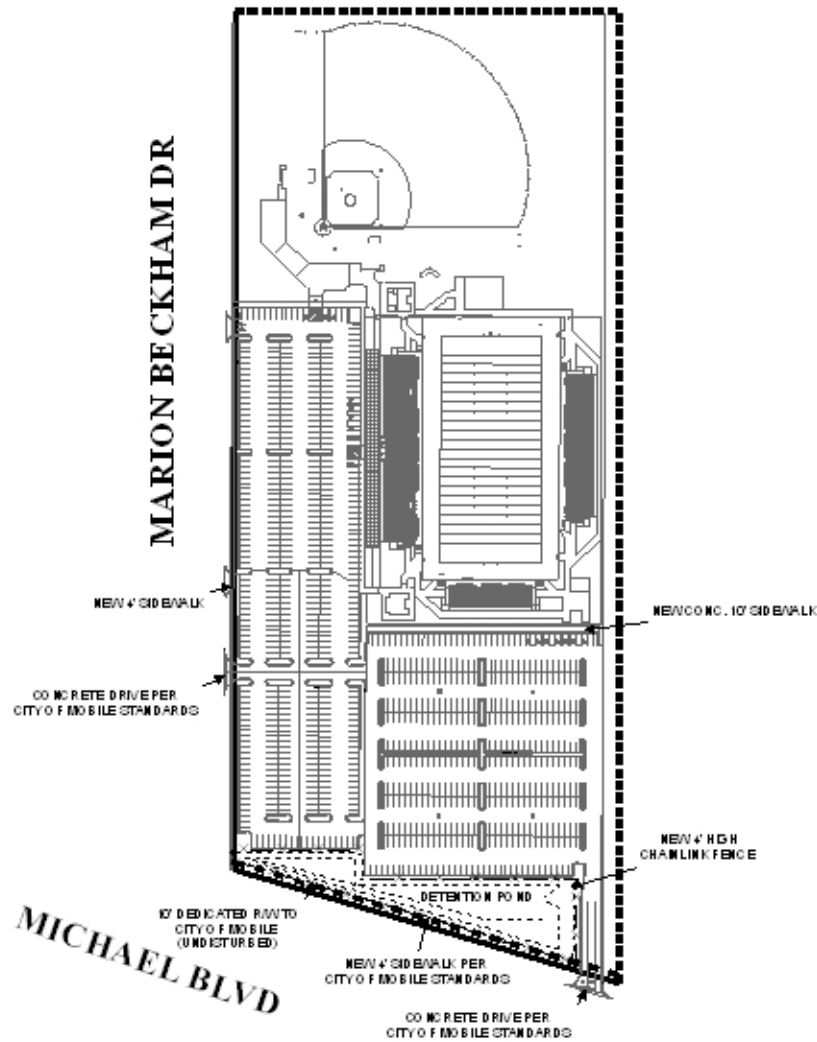 MARION BECKHAM DR
NEW 4' SIDEWALK
NEW CONC. 10' SIDEWALK
CONCRETE DRIVE PER
CITY OF MOBILE STANDARDS
NEW 4' HIGH
CHAINLINK FENCE
DETENTION POND
10' DEDICATED R/W TO
CITY OF MOBILE
(UNDISTURBED)
MICHAEL BLVD
NEW 4' SIDEWALK PER
CITY OF MOBILE STANDARDS
CONCRETE DRIVE PER
CITY OF MOBILE STANDARDS